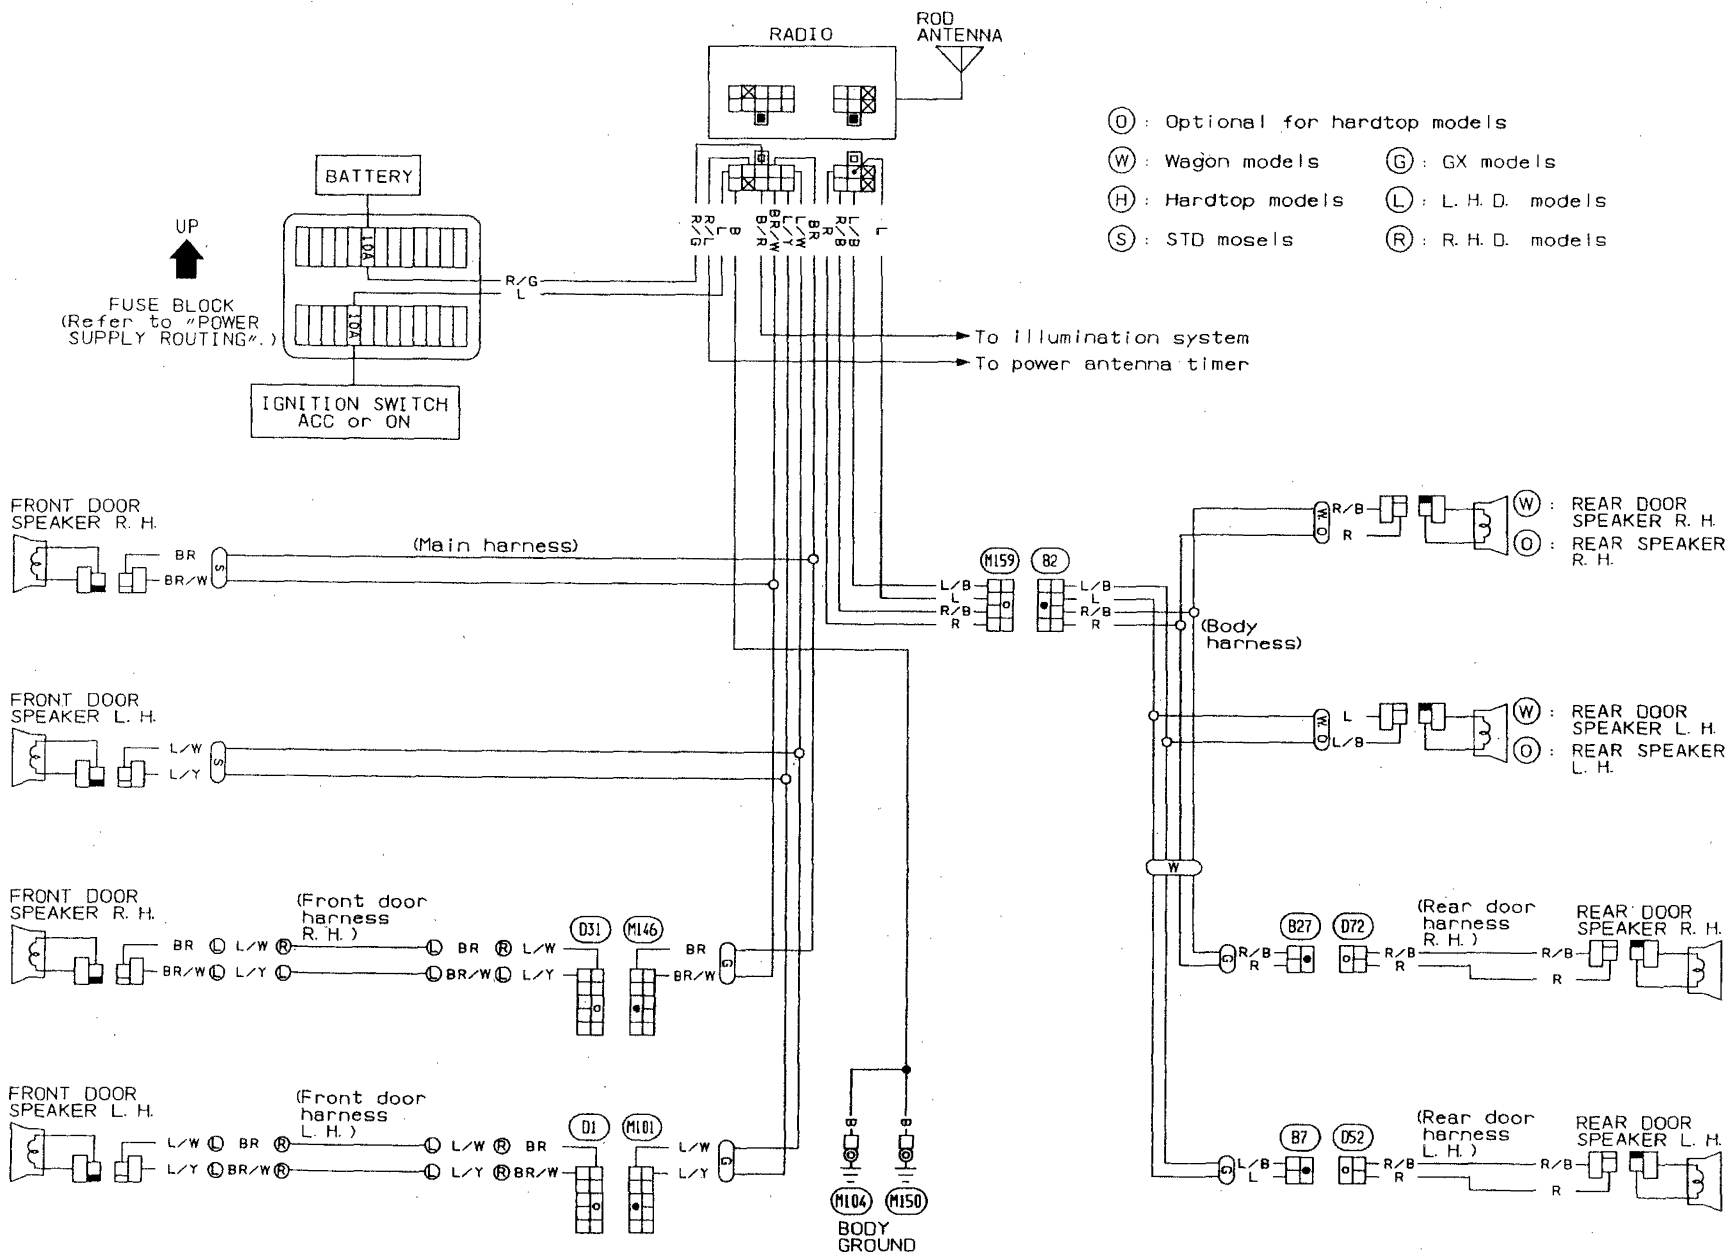 ROD
ANTENNA
RADIO
O : Optional for hardtop models
W : Wagon models
G : GX models
H : Hardtop models
L : L. H. D. models
S : STD mosels
R : R. H. D. models
BATTERY
UP
10A
FUSE BLOCK
(Refer to "POWER
SUPPLY ROUTING".)
10A
IGNITION SWITCH
ACC or ON
R/G
L
R/G
R/L
L
B
B/R
BR/W
L/Y
L/W
BR
R
R/B
L/B
L
To illumination system
To power antenna timer
FRONT DOOR
SPEAKER R. H.
BR
BR/W
S
(Main harness)
FRONT DOOR
SPEAKER L. H.
L/W
L/Y
S
FRONT DOOR
SPEAKER R. H.
BR L L/W R
BR/W L L/Y L
(Front door
harness
R. H.)
L BR R L/W
L BR/W L L/Y
D31
M146
BR
BR/W
G
FRONT DOOR
SPEAKER L. H.
L/W L BR R
L/Y L BR/W R
(Front door
harness
L. H.)
L L/W R BR
L L/Y R BR/W
D1
M101
L/W
L/Y
G
B
B
M104
M150
BODY
GROUND
M159
B2
L/B
L
R/B
R
L/B
L
R/B
R
(Body
harness)
W.O
R/B
R
W : REAR DOOR
SPEAKER R. H.
O : REAR SPEAKER
R. H.
W.O
L
L/B
W : REAR DOOR
SPEAKER L. H.
O : REAR SPEAKER
L. H.
W
G
R/B
R
B27
D72
R/B
R
(Rear door
harness
R. H.)
R/B
R
REAR DOOR
SPEAKER R. H.
G
L/B
L
B7
D52
R/B
R
(Rear door
harness
L. H.)
R/B
R
REAR DOOR
SPEAKER L. H.